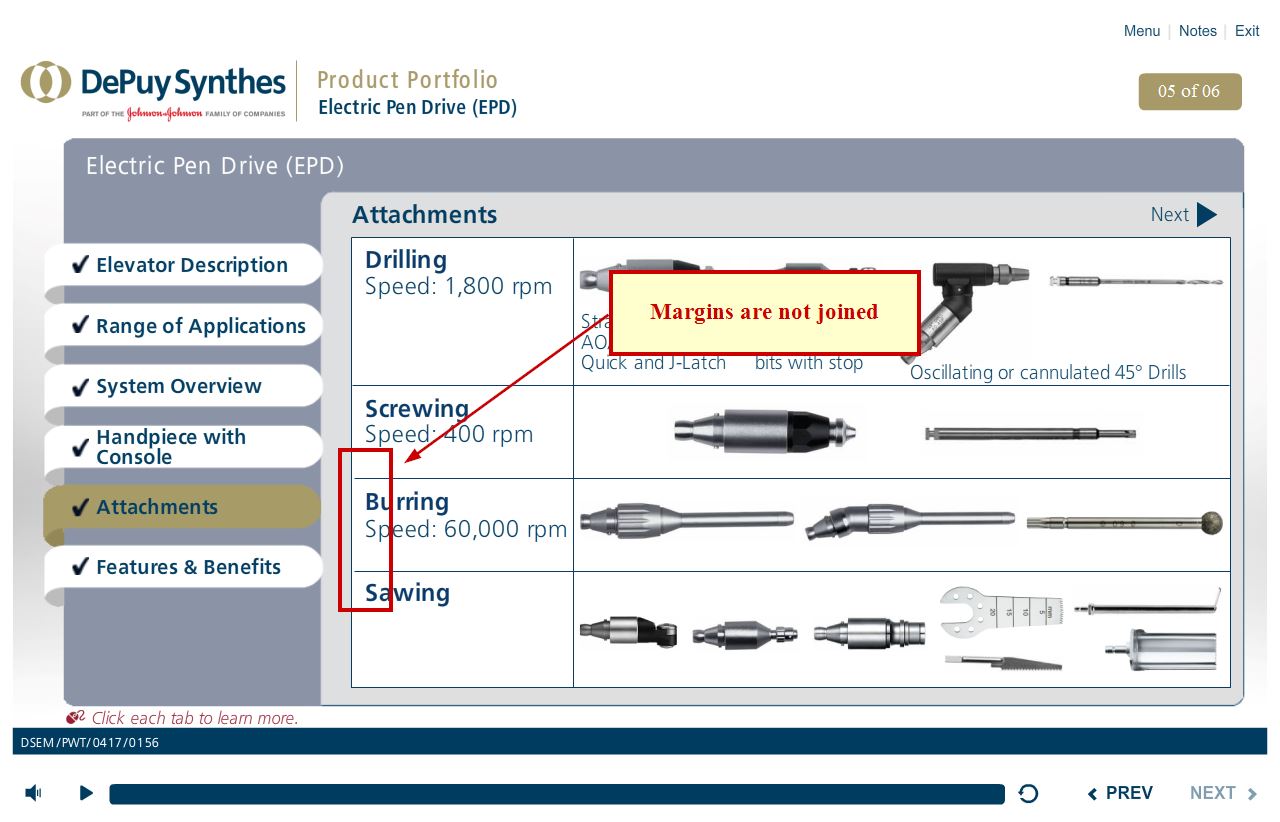 Menu | Notes | Exit
DePuy Synthes
PART OF THE Johnson & Johnson FAMILY OF COMPANIES
Product Portfolio
Electric Pen Drive (EPD)
05 of 06
Electric Pen Drive (EPD)
Attachments
Next
Elevator Description
Range of Applications
System Overview
Handpiece with
Console
Attachments
Features & Benefits
Drilling
Speed: 1,800 rpm
Margins are not joined
Quick and J-Latch
bits with stop
Oscillating or cannulated 45° Drills
Screwing
Speed: 400 rpm
Burring
Speed: 60,000 rpm
Sawing
20 15 10 5 mm
Click each tab to learn more.
DSEM/PWT/0417/0156
PREV
NEXT